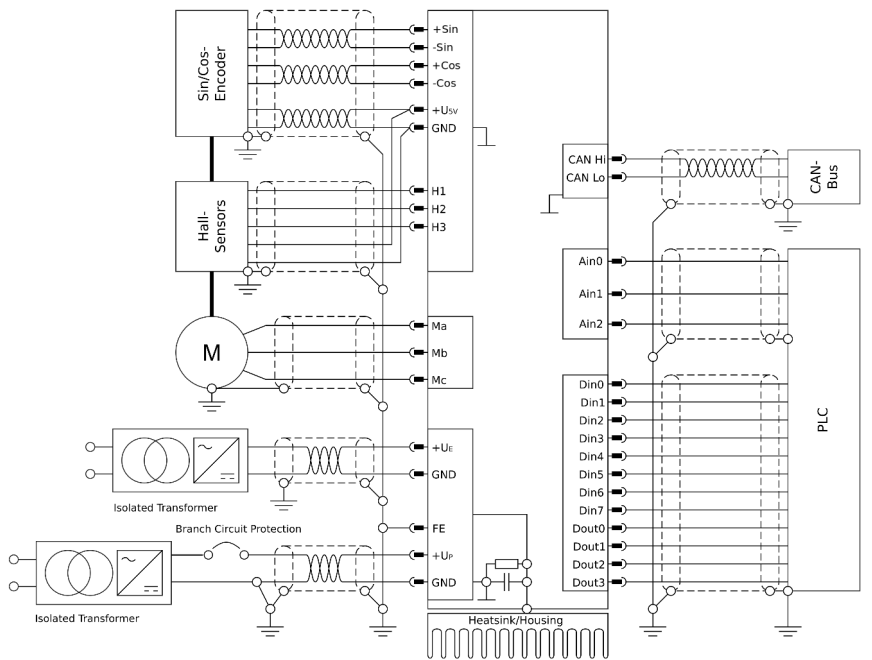 Sin/Cos-
Encoder
+Sin
-Sin
+Cos
-Cos
+U5V
GND
Hall-
Sensors
H1
H2
H3
M
Ma
Mb
Mc
+UE
GND
Isolated Transformer
Branch Circuit Protection
FE
+UP
GND
Isolated Transformer
Heatsink/Housing
CAN Hi
CAN Lo
CAN-
Bus
Ain0
Ain1
Ain2
Din0
Din1
Din2
Din3
Din4
Din5
Din6
Din7
Dout0
Dout1
Dout2
Dout3
PLC